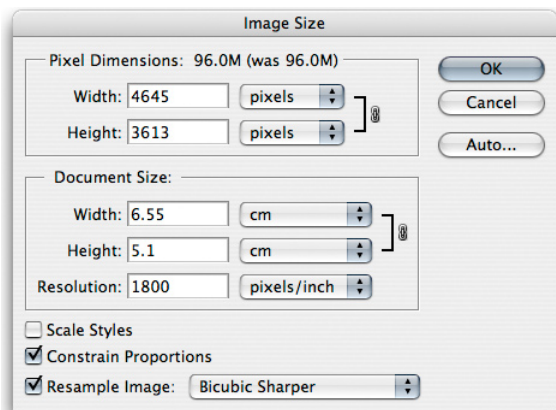 Image Size
Pixel Dimensions: 96.0M (was 96.0M)
Width: 4645 pixels
Height: 3613 pixels
OK
Cancel
Auto...
Document Size:
Width: 6.55 cm
Height: 5.1 cm
Resolution: 1800 pixels/inch
Scale Styles
Constrain Proportions
Resample Image: Bicubic Sharper